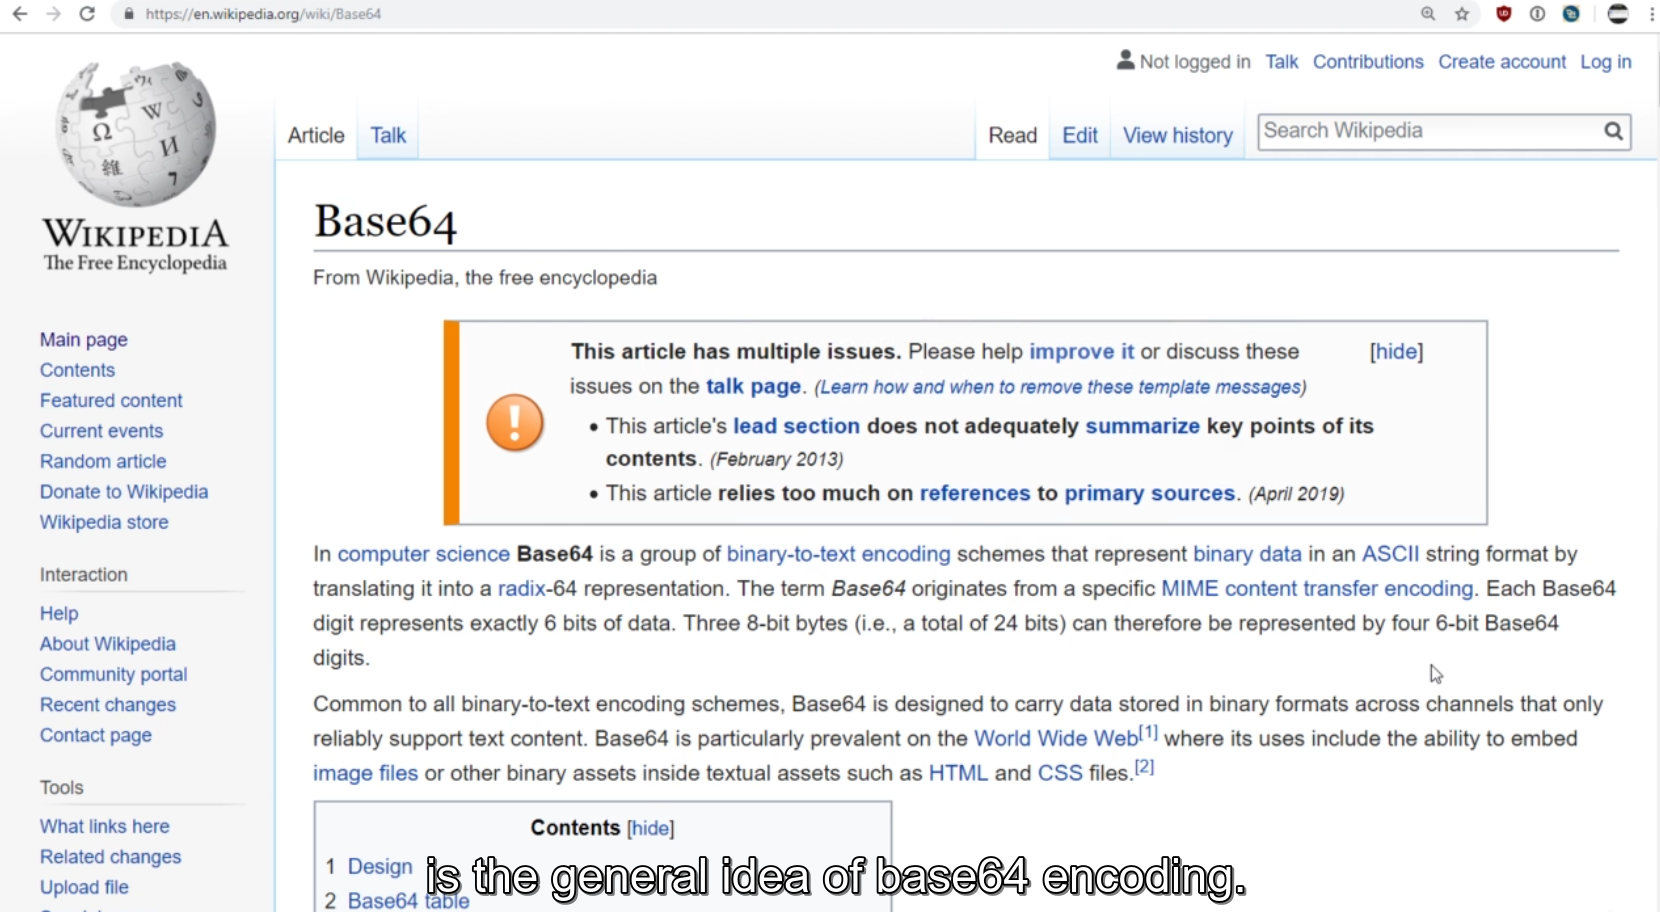 https://en.wikipedia.org/wiki/Base64
Not logged in Talk Contributions Create account Log in
Article Talk Read Edit View history Search Wikipedia
WIKIPEDIA
The Free Encyclopedia
Main page
Contents
Featured content
Current events
Random article
Donate to Wikipedia
Wikipedia store
Interaction
Help
About Wikipedia
Community portal
Recent changes
Contact page
Tools
What links here
Related changes
Upload file
Base64
From Wikipedia, the free encyclopedia
This article has multiple issues. Please help improve it or discuss these [hide]
issues on the talk page. (Learn how and when to remove these template messages)
• This article's lead section does not adequately summarize key points of its
contents. (February 2013)
• This article relies too much on references to primary sources. (April 2019)
In computer science Base64 is a group of binary-to-text encoding schemes that represent binary data in an ASCII string format by
translating it into a radix-64 representation. The term Base64 originates from a specific MIME content transfer encoding. Each Base64
digit represents exactly 6 bits of data. Three 8-bit bytes (i.e., a total of 24 bits) can therefore be represented by four 6-bit Base64
digits.
Common to all binary-to-text encoding schemes, Base64 is designed to carry data stored in binary formats across channels that only
reliably support text content. Base64 is particularly prevalent on the World Wide Web[1] where its uses include the ability to embed
image files or other binary assets inside textual assets such as HTML and CSS files.[2]
Contents [hide]
1 Design
2 Base64 table
is the general idea of base64 encoding.